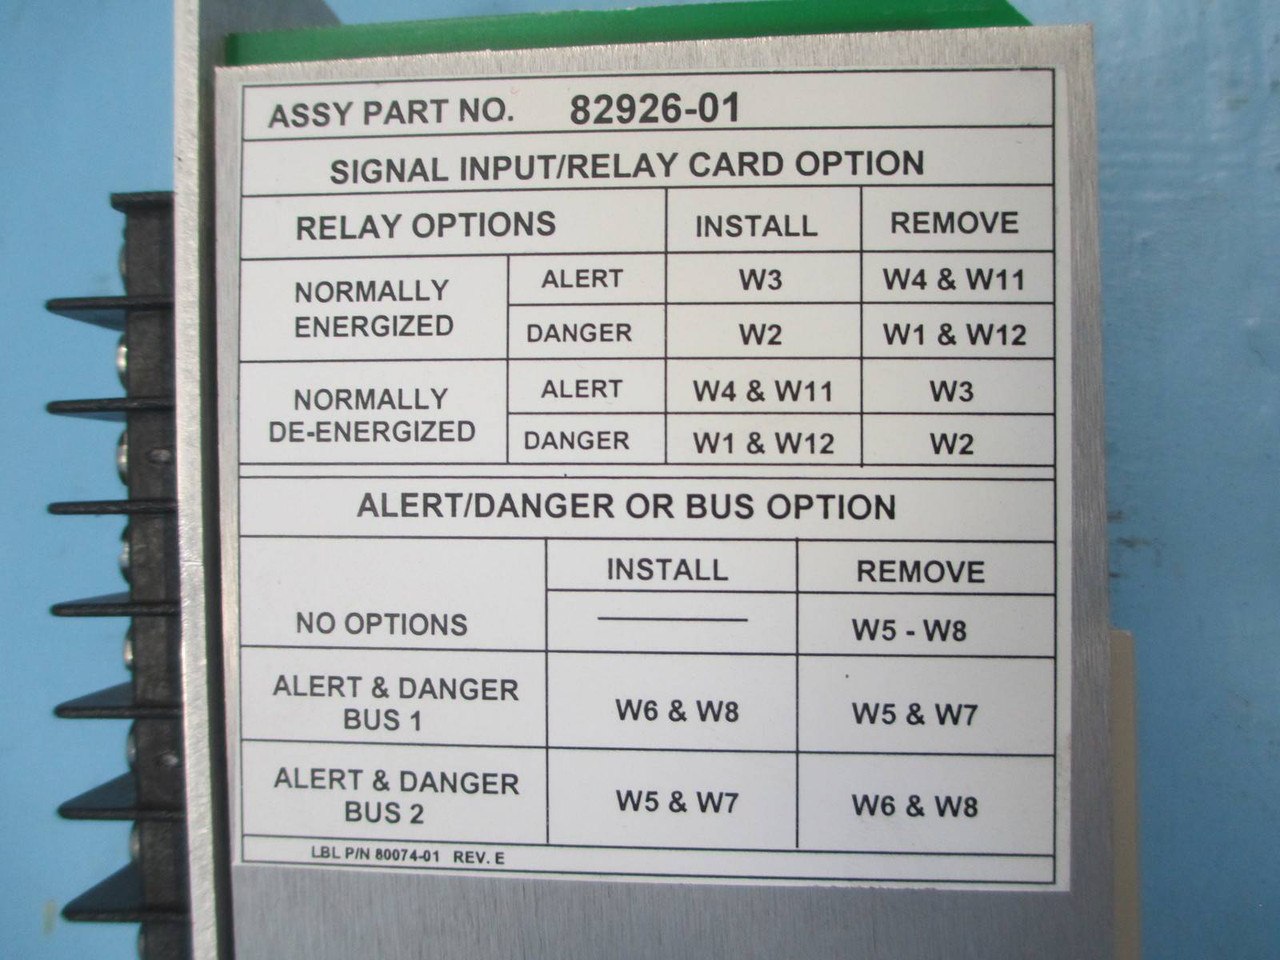 ASSY PART NO. 82926-01
SIGNAL INPUT/RELAY CARD OPTION
RELAY OPTIONS INSTALL REMOVE
NORMALLY ENERGIZED ALERT W3 W4 & W11
DANGER W2 W1 & W12
NORMALLY DE-ENERGIZED ALERT W4 & W11 W3
DANGER W1 & W12 W2
ALERT/DANGER OR BUS OPTION
INSTALL REMOVE
NO OPTIONS —— W5 - W8
ALERT & DANGER BUS 1 W6 & W8 W5 & W7
ALERT & DANGER BUS 2 W5 & W7 W6 & W8
LBL P/N 80074-01 REV. E